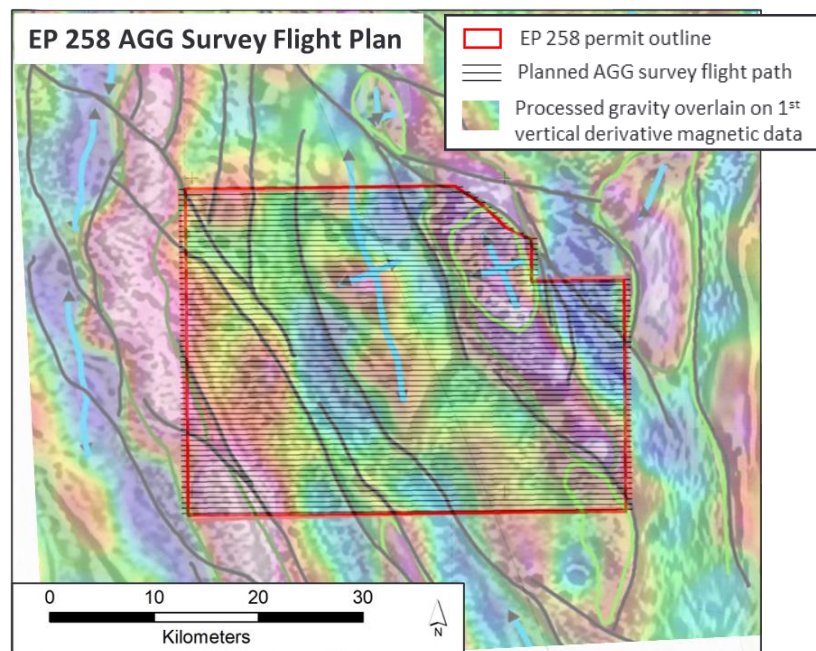 EP 258 AGG Survey Flight Plan
EP 258 permit outline
Planned AGG survey flight path
Processed gravity overlain on 1st
vertical derivative magnetic data
0 10 20 30
Kilometers
N